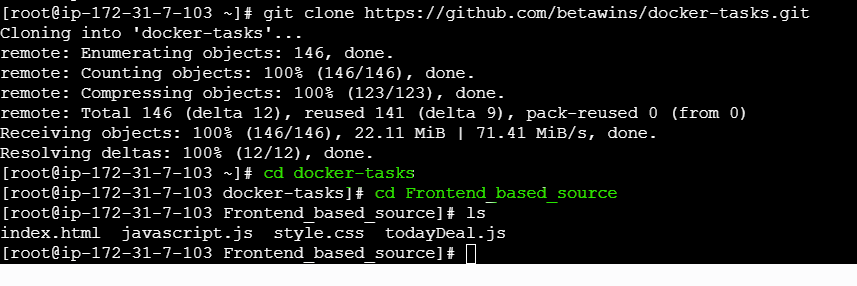 [root@ip-172-31-7-103 ~]# git clone https://github.com/betawins/docker-tasks.git
Cloning into 'docker-tasks'...
remote: Enumerating objects: 146, done.
remote: Counting objects: 100% (146/146), done.
remote: Compressing objects: 100% (123/123), done.
remote: Total 146 (delta 12), reused 141 (delta 9), pack-reused 0 (from 0)
Receiving objects: 100% (146/146), 22.11 MiB | 71.41 MiB/s, done.
Resolving deltas: 100% (12/12), done.
[root@ip-172-31-7-103 ~]# cd docker-tasks
[root@ip-172-31-7-103 docker-tasks]# cd Frontend_based_source
[root@ip-172-31-7-103 Frontend_based_source]# ls
index.html  javascript.js  style.css  todayDeal.js
[root@ip-172-31-7-103 Frontend_based_source]#